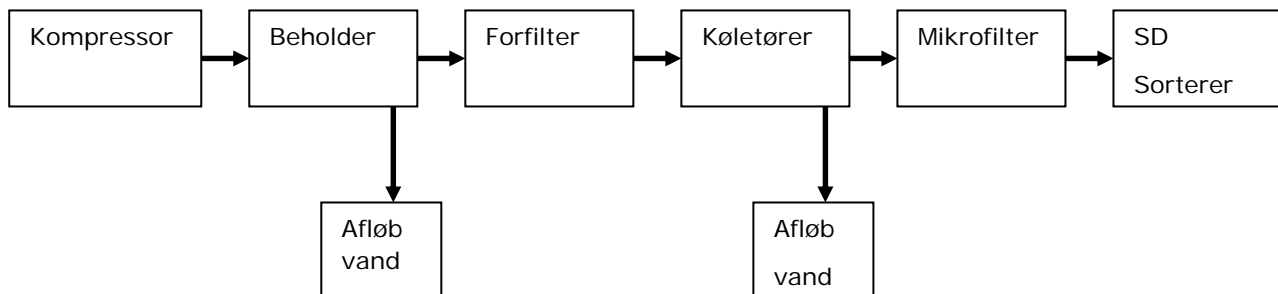 Kompressor
Beholder
Forfilter
Køletører
Mikrofilter
SD
Sorterer
Afløb
vand
Afløb
vand